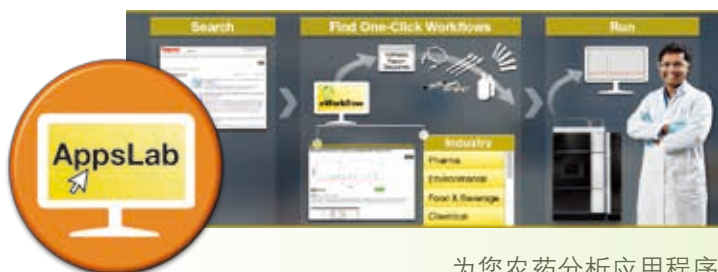 Search
Find One-Click Workflows
Run
eWorkflow
AppsLab
Industry
Pharma
Environmental
Food & Beverage
Chemical
为您农药分析应用程序